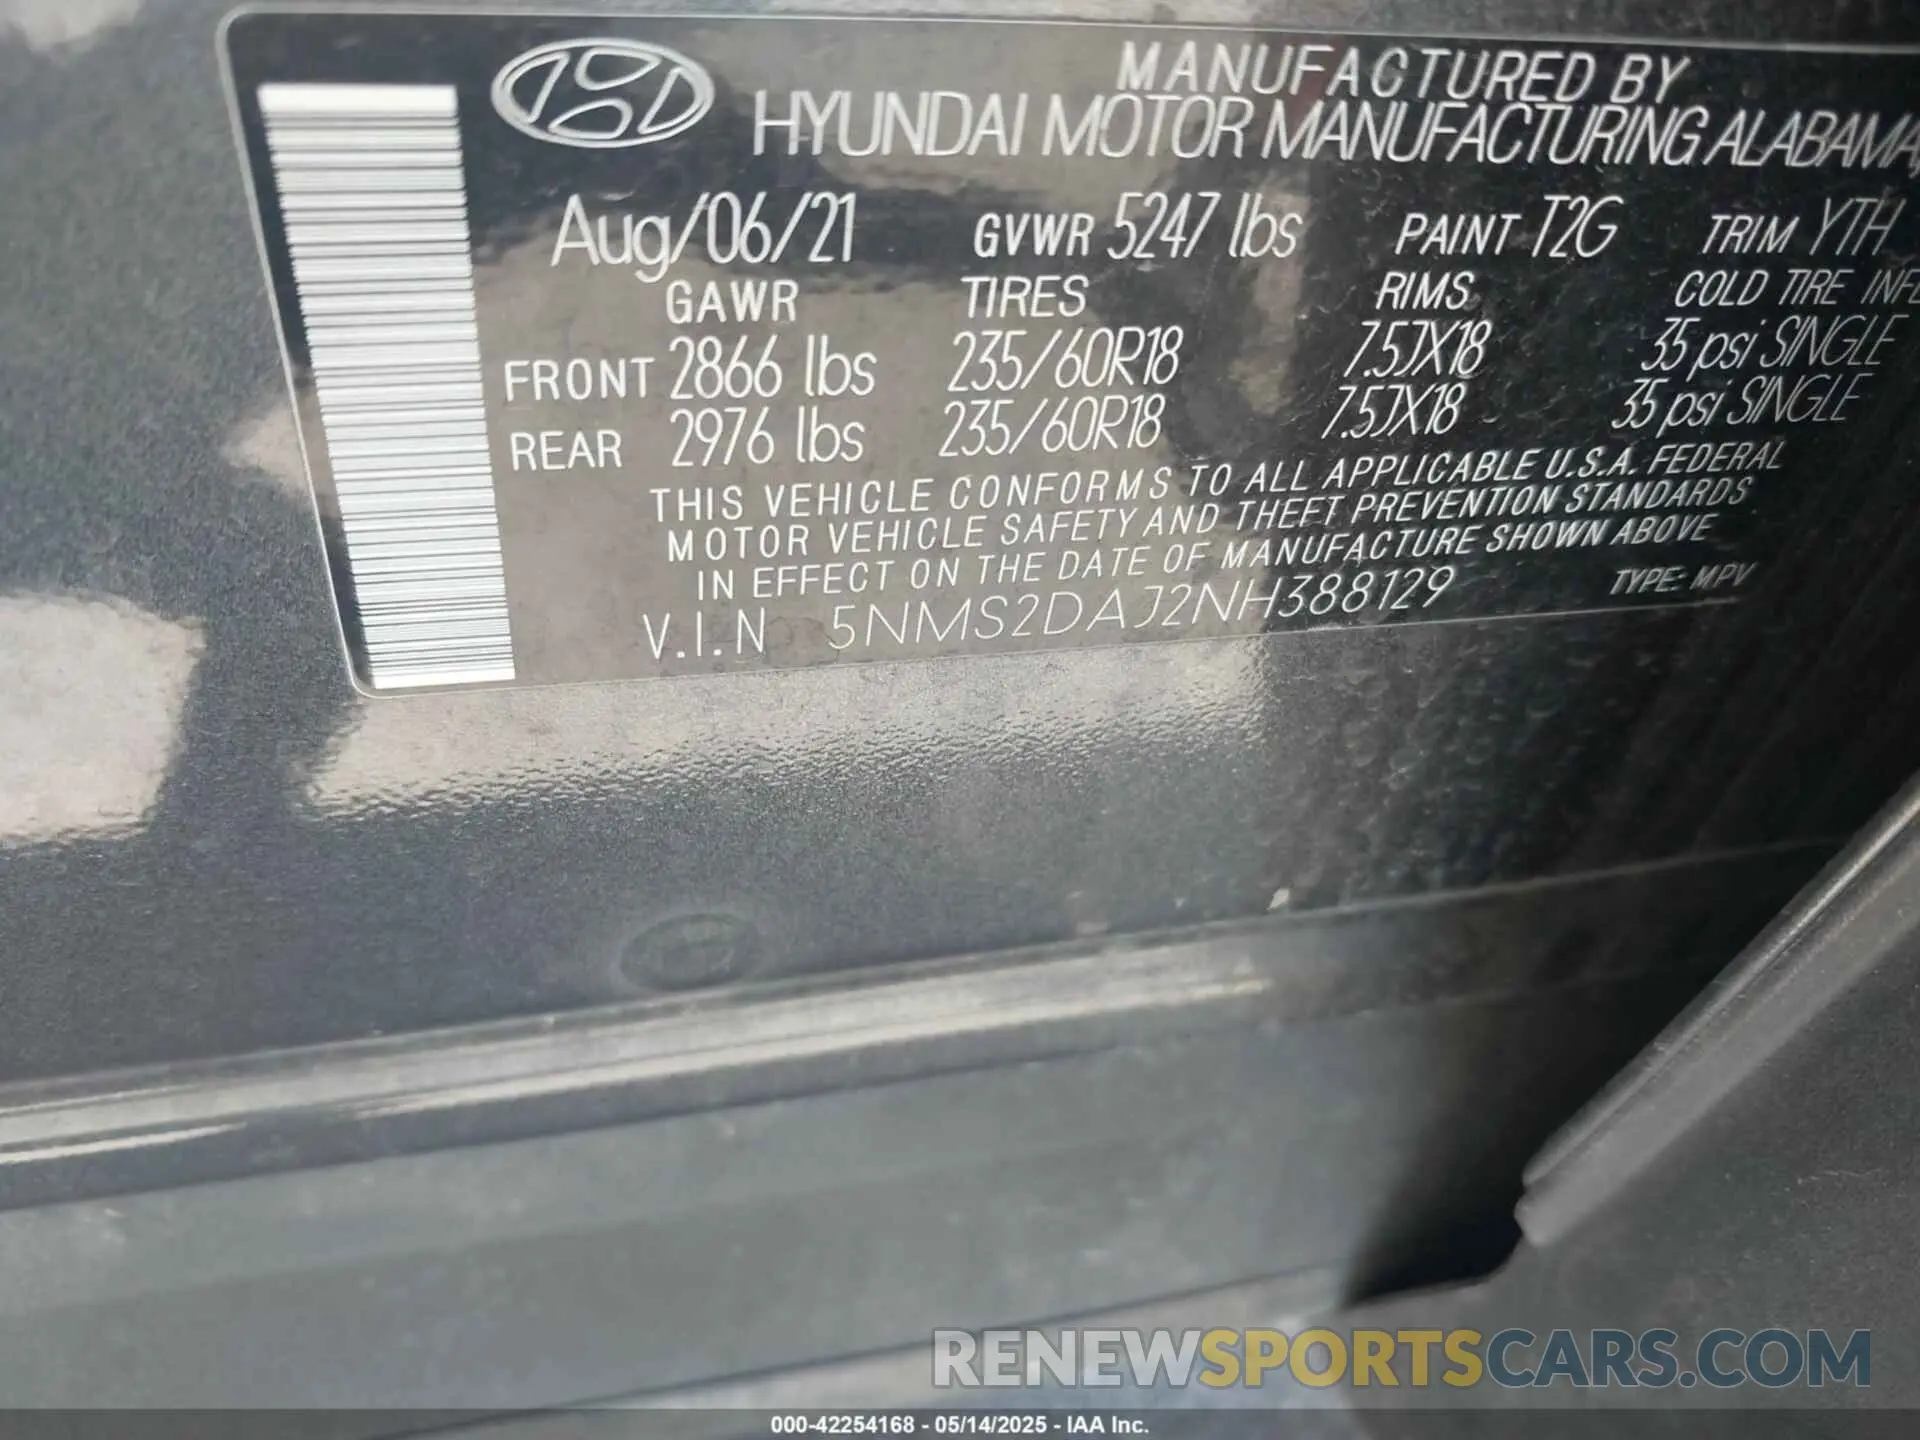 MANUFACTURED BY
HYUNDAI MOTOR MANUFACTURING ALABAMA,
Aug/06/21 GVWR 5247 lbs PAINT T2G TRIM YTH
GAWR TIRES RIMS COLD TIRE INFL
FRONT 2866 lbs 235/60R18 7.5JX18 35 psi SINGLE
REAR 2976 lbs 235/60R18 7.5JX18 35 psi SINGLE
THIS VEHICLE CONFORMS TO ALL APPLICABLE U.S.A. FEDERAL
MOTOR VEHICLE SAFETY AND THEFT PREVENTION STANDARDS
IN EFFECT ON THE DATE OF MANUFACTURE SHOWN ABOVE
V.I.N 5NMS2DAJ2NH388129 TYPE: MPV
RENEWSPORTSCARS.COM
000-42254168 - 05/14/2025 - IAA Inc.